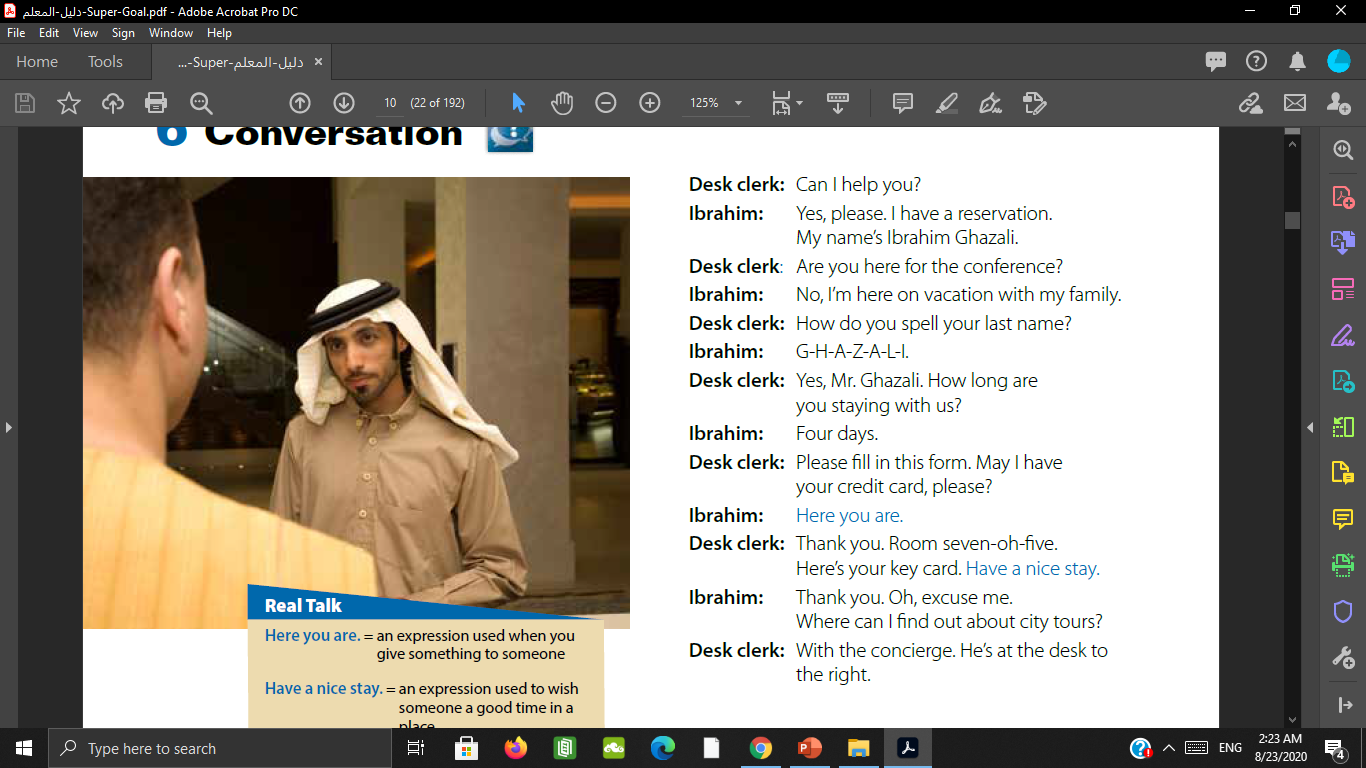 دليل-المعلم-Super-Goal.pdf - Adobe Acrobat Pro DC
File Edit View Sign Window Help
Home Tools دليل-المعلم-Super-... ×
10 (22 of 192) 125%
6 Conversation
Desk clerk: Can I help you?
Ibrahim: Yes, please. I have a reservation.
My name's Ibrahim Ghazali.
Desk clerk: Are you here for the conference?
Ibrahim: No, I'm here on vacation with my family.
Desk clerk: How do you spell your last name?
Ibrahim: G-H-A-Z-A-L-I.
Desk clerk: Yes, Mr. Ghazali. How long are
you staying with us?
Ibrahim: Four days.
Desk clerk: Please fill in this form. May I have
your credit card, please?
Ibrahim: Here you are.
Desk clerk: Thank you. Room seven-oh-five.
Here's your key card. Have a nice stay.
Ibrahim: Thank you. Oh, excuse me.
Where can I find out about city tours?
Desk clerk: With the concierge. He's at the desk to
the right.
Real Talk
Here you are. = an expression used when you
give something to someone
Have a nice stay. = an expression used to wish
someone a good time in a
place
Type here to search
ENG
2:23 AM
8/23/2020
4